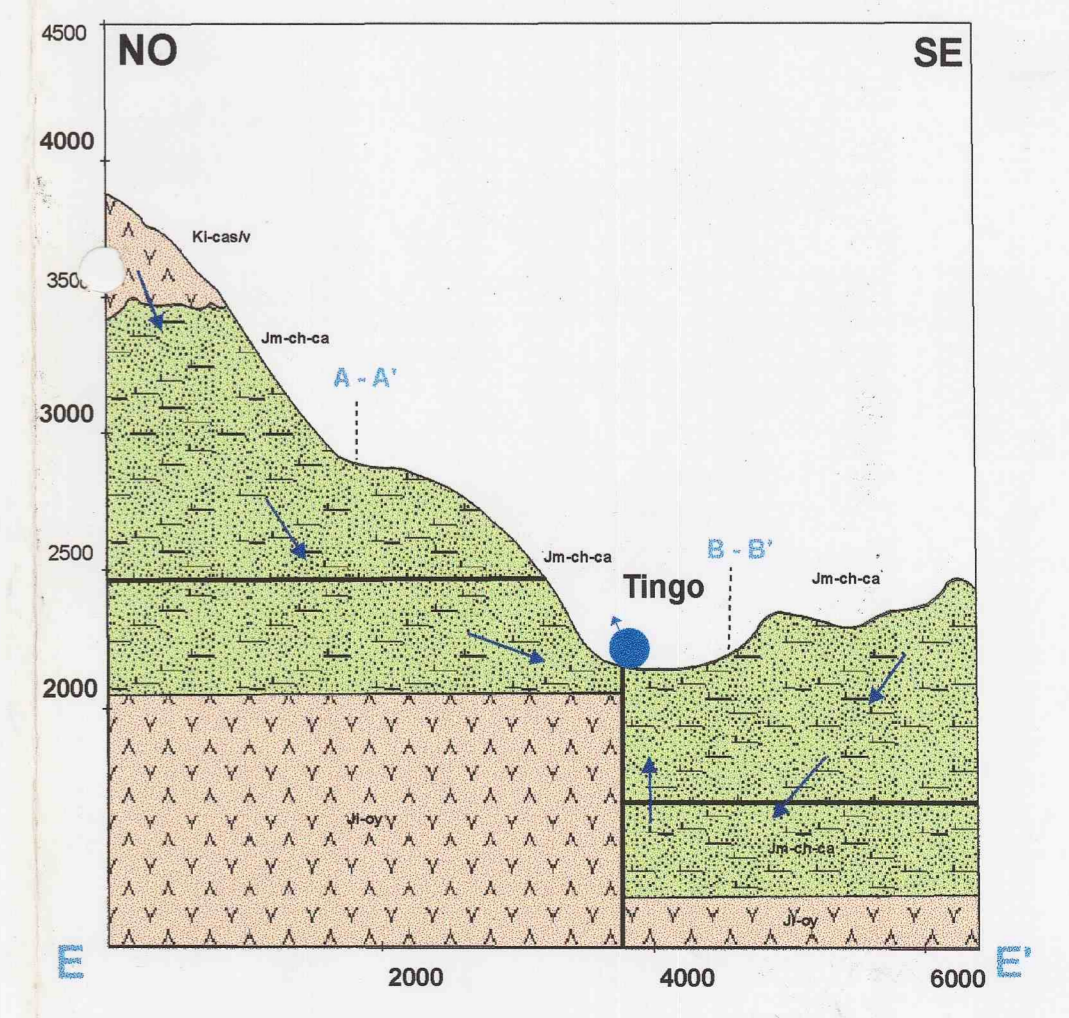 4500
NO
SE
4000
Ki-cas/v
Jm-ch-ca
A - A'
3000
2500
Jm-ch-ca
B - B'
Jm-ch-ca
Tingo
2000
Ji-oy
Jm-ch-ca
Ji-oy
E
2000
4000
6000
E'